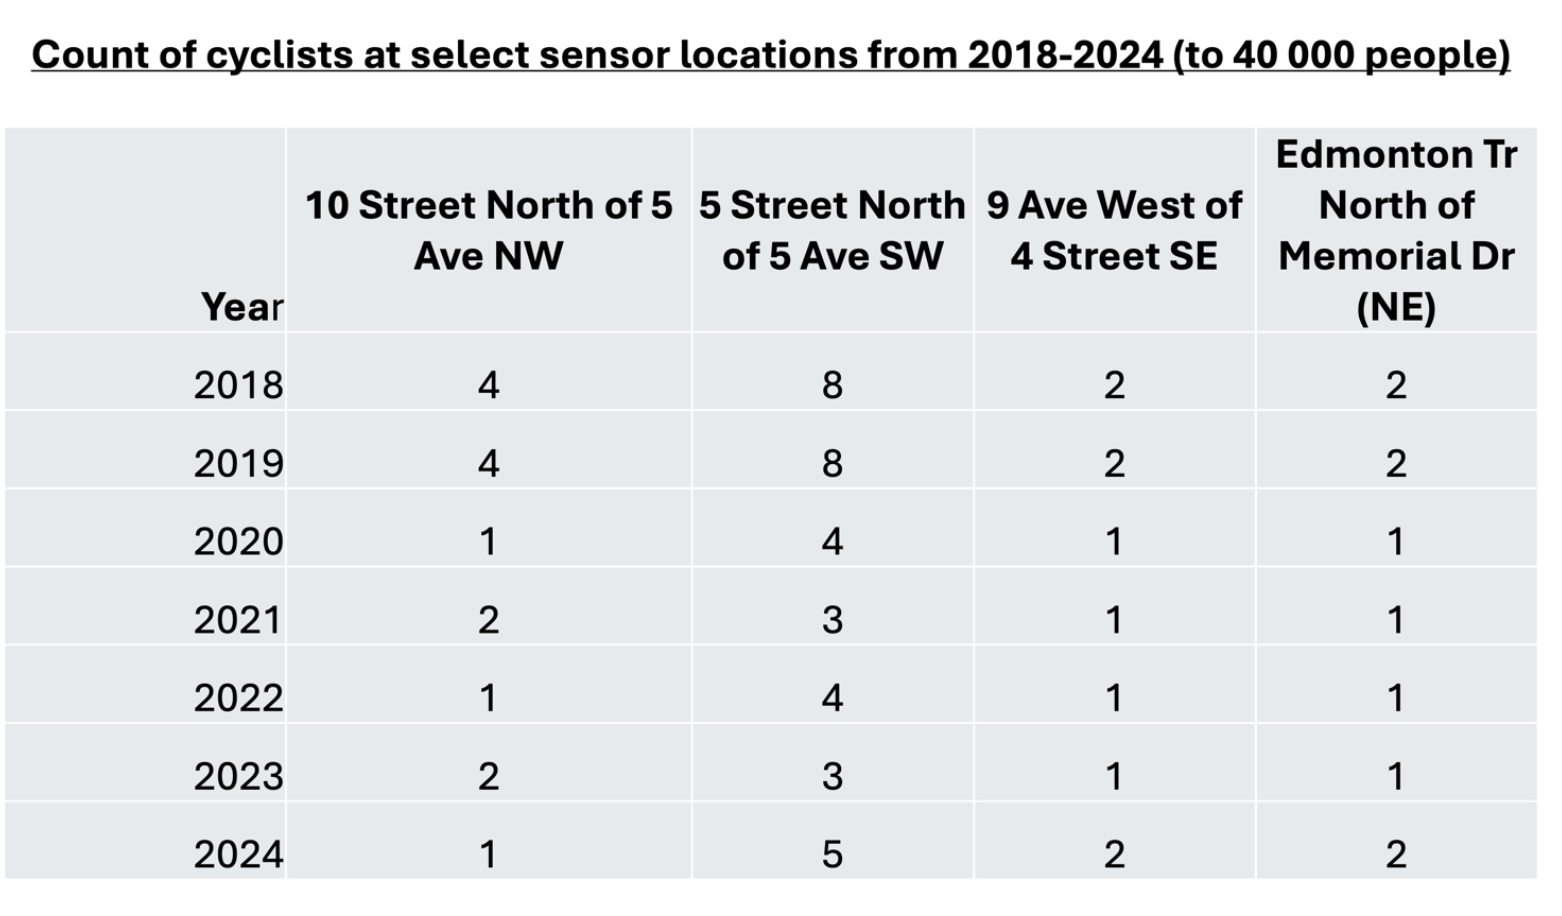 Count of cyclists at select sensor locations from 2018-2024 (to 40 000 people)
Year
10 Street North of 5
Ave NW
5 Street North
of 5 Ave SW
9 Ave West of
4 Street SE
Edmonton Tr
North of
Memorial Dr
(NE)
2018 4 8 2 2
2019 4 8 2 2
2020 1 4 1 1
2021 2 3 1 1
2022 1 4 1 1
2023 2 3 1 1
2024 1 5 2 2